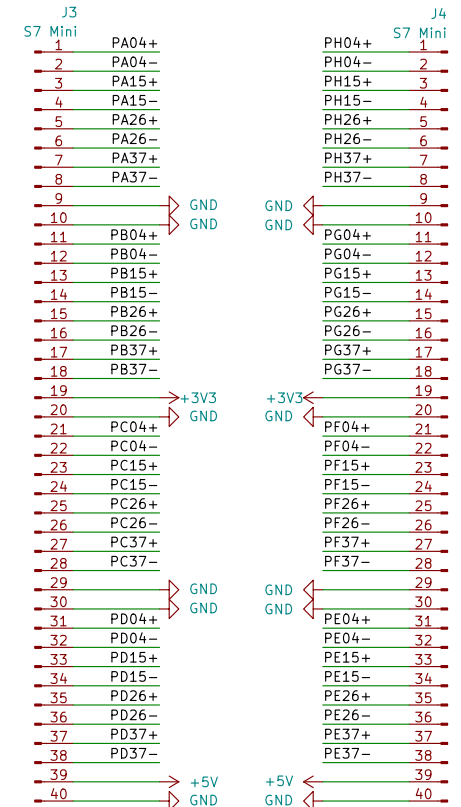 J3
S7 Mini
J4
S7 Mini
1 PA04+ PH04+ 1
2 PA04- PH04- 2
3 PA15+ PH15+ 3
4 PA15- PH15- 4
5 PA26+ PH26+ 5
6 PA26- PH26- 6
7 PA37+ PH37+ 7
8 PA37- PH37- 8
9 GND GND 9
10 GND GND 10
11 PB04+ PG04+ 11
12 PB04- PG04- 12
13 PB15+ PG15+ 13
14 PB15- PG15- 14
15 PB26+ PG26+ 15
16 PB26- PG26- 16
17 PB37+ PG37+ 17
18 PB37- PG37- 18
19 +3V3 +3V3 19
20 GND GND 20
21 PC04+ PF04+ 21
22 PC04- PF04- 22
23 PC15+ PF15+ 23
24 PC15- PF15- 24
25 PC26+ PF26+ 25
26 PC26- PF26- 26
27 PC37+ PF37+ 27
28 PC37- PF37- 28
29 GND GND 29
30 GND GND 30
31 PD04+ PE04+ 31
32 PD04- PE04- 32
33 PD15+ PE15+ 33
34 PD15- PE15- 34
35 PD26+ PE26+ 35
36 PD26- PE26- 36
37 PD37+ PE37+ 37
38 PD37- PE37- 38
39 +5V +5V 39
40 GND GND 40